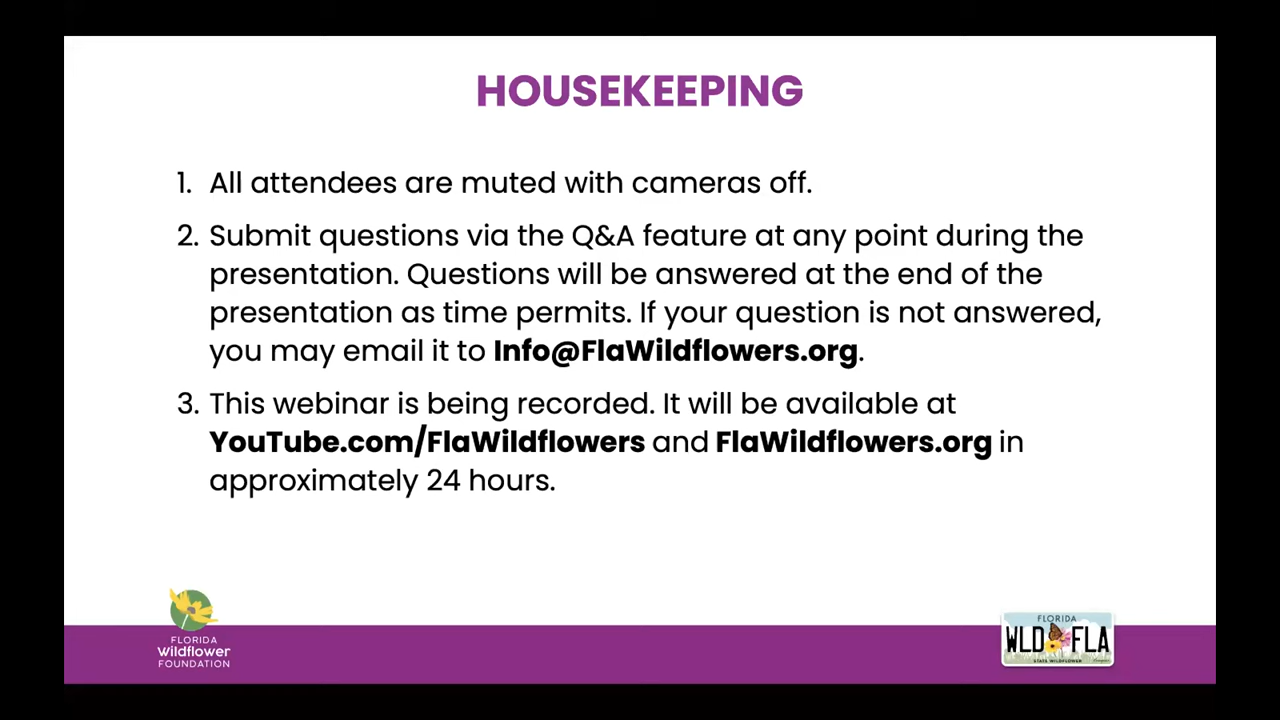 HOUSEKEEPING
1. All attendees are muted with cameras off.
2. Submit questions via the Q&A feature at any point during the
presentation. Questions will be answered at the end of the
presentation as time permits. If your question is not answered,
you may email it to Info@FlaWildflowers.org.
3. This webinar is being recorded. It will be available at
YouTube.com/FlaWildflowers and FlaWildflowers.org in
approximately 24 hours.
FLORIDA
wildflower
FOUNDATION
FLORIDA
WLD FLA
STATE WILDFLOWER